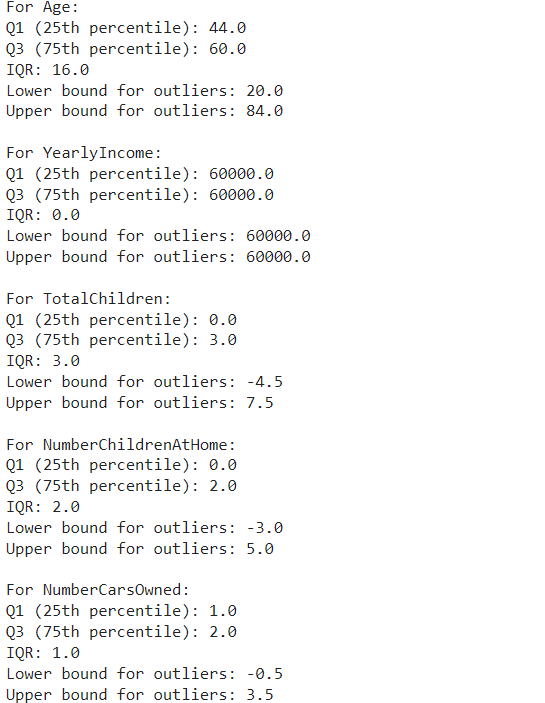 For Age:
Q1 (25th percentile): 44.0
Q3 (75th percentile): 60.0
IQR: 16.0
Lower bound for outliers: 20.0
Upper bound for outliers: 84.0

For YearlyIncome:
Q1 (25th percentile): 60000.0
Q3 (75th percentile): 60000.0
IQR: 0.0
Lower bound for outliers: 60000.0
Upper bound for outliers: 60000.0

For TotalChildren:
Q1 (25th percentile): 0.0
Q3 (75th percentile): 3.0
IQR: 3.0
Lower bound for outliers: -4.5
Upper bound for outliers: 7.5

For NumberChildrenAtHome:
Q1 (25th percentile): 0.0
Q3 (75th percentile): 2.0
IQR: 2.0
Lower bound for outliers: -3.0
Upper bound for outliers: 5.0

For NumberCarsOwned:
Q1 (25th percentile): 1.0
Q3 (75th percentile): 2.0
IQR: 1.0
Lower bound for outliers: -0.5
Upper bound for outliers: 3.5